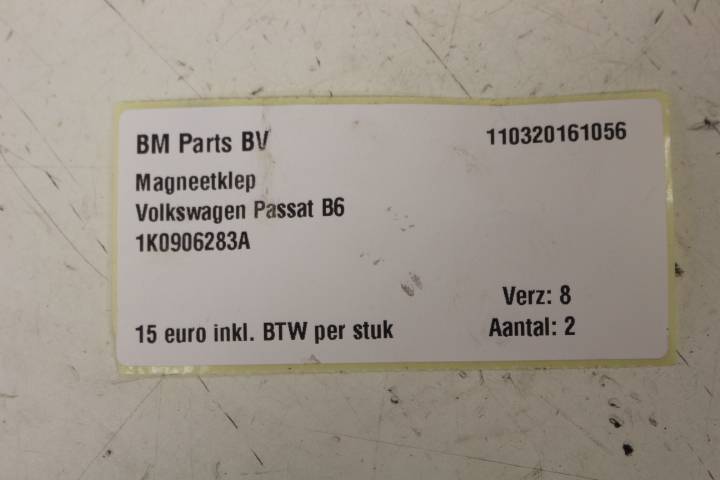 BM Parts BV
110320161056
Magneetklep
Volkswagen Passat B6
1K0906283A
Verz: 8
15 euro inkl. BTW per stuk
Aantal: 2